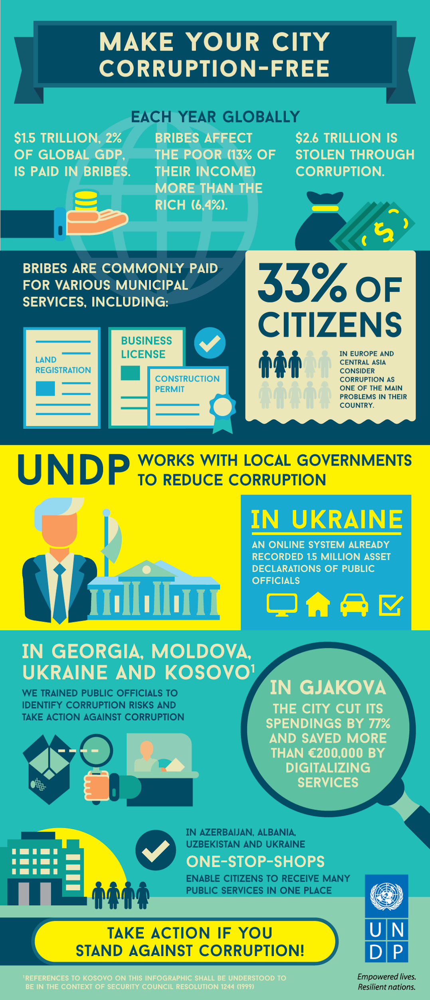 MAKE YOUR CITY
CORRUPTION-FREE
EACH YEAR GLOBALLY
$1.5 TRILLION, 2%
OF GLOBAL GDP,
IS PAID IN BRIBES.
BRIBES AFFECT
THE POOR (13% OF
THEIR INCOME)
MORE THAN THE
RICH (6,4%).
$2.6 TRILLION IS
STOLEN THROUGH
CORRUPTION.
$
BRIBES ARE COMMONLY PAID
FOR VARIOUS MUNICIPAL
SERVICES, INCLUDING:
LAND
REGISTRATION
BUSINESS
LICENSE
CONSTRUCTION
PERMIT
33% OF
CITIZENS
IN EUROPE AND
CENTRAL ASIA
CONSIDER
CORRUPTION AS
ONE OF THE MAIN
PROBLEMS IN THEIR
COUNTRY.
UNDP WORKS WITH LOCAL GOVERNMENTS
TO REDUCE CORRUPTION
IN UKRAINE
AN ONLINE SYSTEM ALREADY
RECORDED 1.5 MILLION ASSET
DECLARATIONS OF PUBLIC
OFFICIALS
IN GEORGIA, MOLDOVA,
UKRAINE AND KOSOVO¹
WE TRAINED PUBLIC OFFICIALS TO
IDENTIFY CORRUPTION RISKS AND
TAKE ACTION AGAINST CORRUPTION
IN GJAKOVA
THE CITY CUT ITS
SPENDINGS BY 77%
AND SAVED MORE
THAN €200,000 BY
DIGITALIZING
SERVICES
IN AZERBAIJAN, ALBANIA,
UZBEKISTAN AND UKRAINE
ONE-STOP-SHOPS
ENABLE CITIZENS TO RECEIVE MANY
PUBLIC SERVICES IN ONE PLACE
TAKE ACTION IF YOU
STAND AGAINST CORRUPTION!
U N
D P
Empowered lives.
Resilient nations.
¹REFERENCES TO KOSOVO ON THIS INFOGRAPHIC SHALL BE UNDERSTOOD TO
BE IN THE CONTEXT OF SECURITY COUNCIL RESOLUTION 1244 (1999)